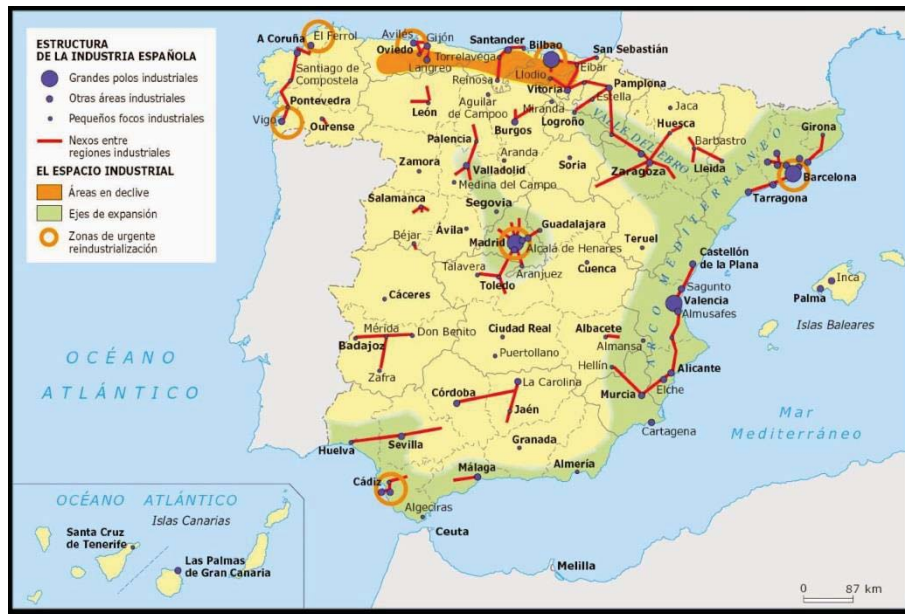 ESTRUCTURA
DE LA INDUSTRIA ESPAÑOLA
Grandes polos industriales
Otras áreas industriales
Pequeños focos industriales
Nexos entre
regiones industriales
EL ESPACIO INDUSTRIAL
Áreas en declive
Ejes de expansión
Zonas de urgente
reindustrialización
A Coruña
El Ferrol
Santiago de
Compostela
Pontevedra
Vigo
Ourense
Avilés
Gijón
Oviedo
Langreo
Torrelavega
Santander
Bilbao
San Sebastián
Reinosa
Llodio
Eibar
Vitoria
Pamplona
Estella
Aguilar
de Campoo
Miranda
León
Burgos
Logroño
Jaca
Huesca
Barbastro
Girona
VALLE DEL EBRO
Palencia
Aranda
Zamora
Valladolid
Soria
Zaragoza
Lleida
Barcelona
Medina del Campo
Tarragona
Salamanca
Segovia
Ávila
Guadalajara
Madrid
Alcalá de Henares
Béjar
Teruel
Castellón
de la Plana
Talavera
Aranjuez
Cuenca
Toledo
Sagunto
Inca
Cáceres
Valencia
Palma
Almusafes
Islas Baleares
ARCO MEDITERRÁNEO
Mérida
Don Benito
Ciudad Real
Albacete
Badajoz
Puertollano
Almansa
Zafra
Hellín
Alicante
La Carolina
Elche
Córdoba
Murcia
Jaén
Cartagena
Huelva
Sevilla
Granada
Málaga
Almería
Cádiz
Algeciras
Ceuta
Melilla
OCÉANO
ATLÁNTICO
Mar
Mediterráneo
OCÉANO ATLÁNTICO
Islas Canarias
Santa Cruz
de Tenerife
Las Palmas
de Gran Canaria
0 87 km